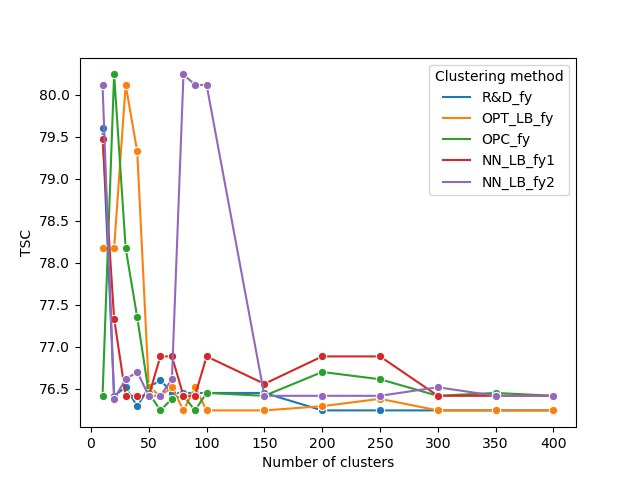 Clustering method
R&D_fy
OPT_LB_fy
OPC_fy
NN_LB_fy1
NN_LB_fy2
TSC
80.0
79.5
79.0
78.5
78.0
77.5
77.0
76.5
0 50 100 150 200 250 300 350 400
Number of clusters